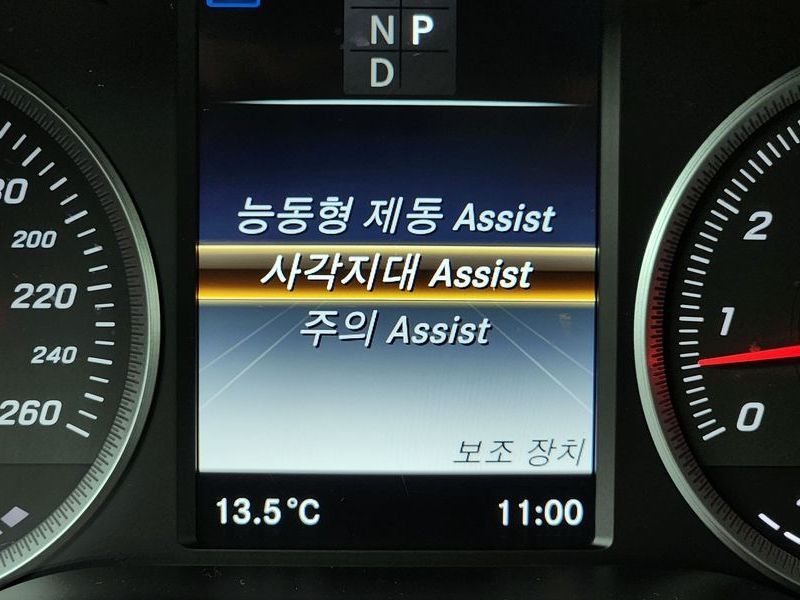 N P
D
능동형 제동 Assist
사각지대 Assist
주의 Assist
보조 장치
13.5°C
11:00
200
220
240
260
2
1
0